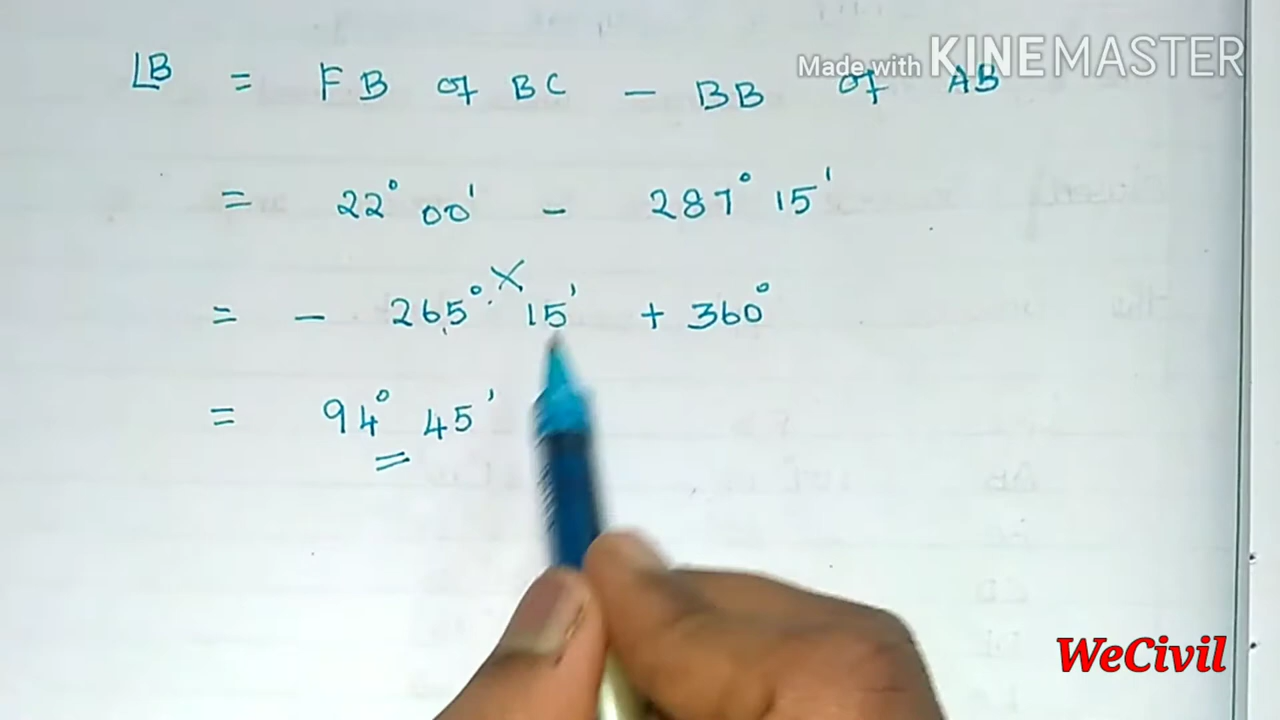 Made with KINEMASTER
∠B = FB of BC - BB of AB
= 22° 00' - 287° 15'
= - 265° 15' + 360°
= 94° 45'
WeCivil